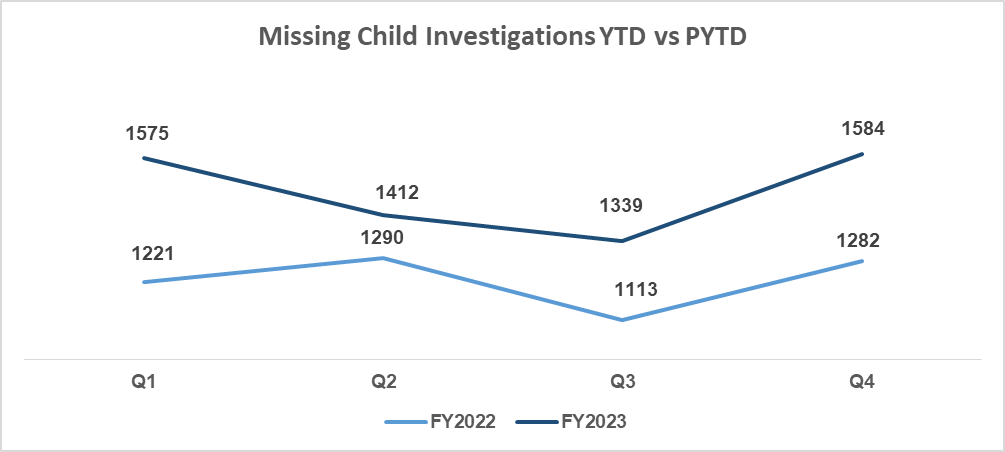 Missing Child Investigations YTD vs PYTD
1575
1412
1339
1584
1221
1290
1113
1282
Q1 Q2 Q3 Q4
FY2022 FY2023